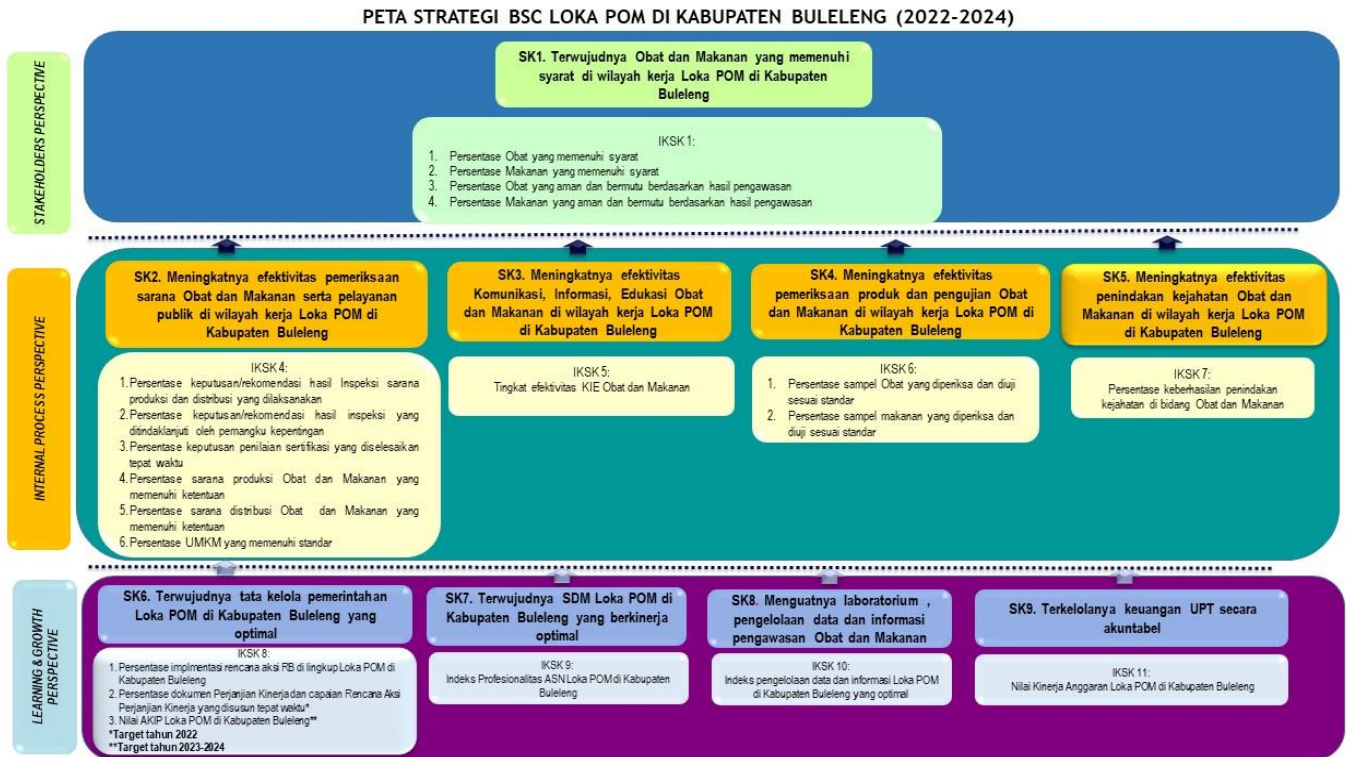 PETA STRATEGI BSC LOKA POM DI KABUPATEN BULELENG (2022-2024)
STAKEHOLDERS PERSPECTIVE
SK1. Terwujudnya Obat dan Makanan yang memenuhi
syarat di wilayah kerja Loka POM di Kabupaten
Buleleng
IKSK 1:
1. Persentase Obat yang memenuhi syarat
2. Persentase Makanan yang memenuhi syarat
3. Persentase Obat yang aman dan bermutu berdasarkan hasil pengawasan
4. Persentase Makanan yang aman dan bermutu berdasarkan hasil pengawasan
INTERNAL PROCESS PERSPECTIVE
SK2. Meningkatnya efektivitas pemeriksaan
sarana Obat dan Makanan serta pelayanan
publik di wilayah kerja Loka POM di
Kabupaten Buleleng
IKSK 4:
1. Persentase keputusan/rekomendasi hasil Inspeksi sarana
produksi dan distribusi yang dilaksanakan
2. Persentase keputusan/rekomendasi hasil inspeksi yang
ditindaklanjuti oleh pemangku kepentingan
3. Persentase keputusan penilaian sertifikasi yang diselesaikan
tepat waktu
4. Persentase sarana produksi Obat dan Makanan yang
memenuhi ketentuan
5. Persentase sarana distribusi Obat dan Makanan yang
memenuhi ketentuan
6. Persentase UMKM yang memenuhi standar
SK3. Meningkatnya efektivitas
Komunikasi, Informasi, Edukasi Obat
dan Makanan di wilayah kerja Loka POM
di Kabupaten Buleleng
IKSK 5:
Tingkat efektivitas KIE Obat dan Makanan
SK4. Meningkatnya efektivitas
pemeriksaan produk dan pengujian Obat
dan Makanan di wilayah kerja Loka POM di
Kabupaten Buleleng
IKSK 6:
1. Persentase sampel Obat yang diperiksa dan diuji
sesuai standar
2. Persentase sampel makanan yang diperiksa dan
diuji sesuai standar
SK5. Meningkatnya efektivitas
penindakan kejahatan Obat dan
Makanan di wilayah kerja Loka POM
di Kabupaten Buleleng
IKSK 7:
Persentase keberhasilan penindakan
kejahatan di bidang Obat dan Makanan
LEARNING & GROWTH
PERSPECTIVE
SK6. Terwujudnya tata kelola pemerintahan
Loka POM di Kabupaten Buleleng yang
optimal
IKSK 8:
1. Persentase implmentasi rencana aksi RB di lingkup Loka POM di
Kabupaten Buleleng
2. Persentase dokumen Perjanjian Kinerja dan capaian Rencana Aksi
Perjanjian Kinerja yang disusun tepat waktu*
3. Nilai AKIP Loka POM di Kabupaten Buleleng**
*Target tahun 2022
**Target tahun 2023-2024
SK7. Terwujudnya SDM Loka POM di
Kabupaten Buleleng yang berkinerja
optimal
IKSK 9:
Indeks Profesionalitas ASN Loka POM di Kabupaten
Buleleng
SK8. Menguatnya laboratorium ,
pengelolaan data dan informasi
pengawasan Obat dan Makanan
IKSK 10:
Indeks pengelolaan data dan informasi Loka POM
di Kabupaten Buleleng yang optimal
SK9. Terkelolanya keuangan UPT secara
akuntabel
IKSK 11:
Nilai Kinerja Anggaran Loka POM di Kabupaten Buleleng